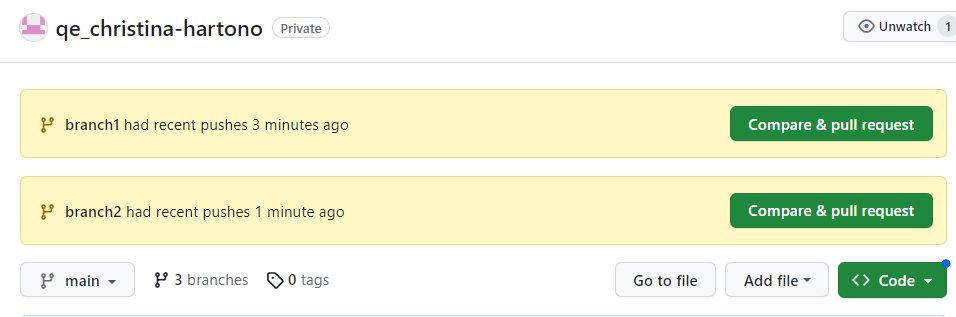 qe_christina-hartono Private Unwatch 1
branch1 had recent pushes 3 minutes ago Compare & pull request
branch2 had recent pushes 1 minute ago Compare & pull request
main 3 branches 0 tags Go to file Add file Code